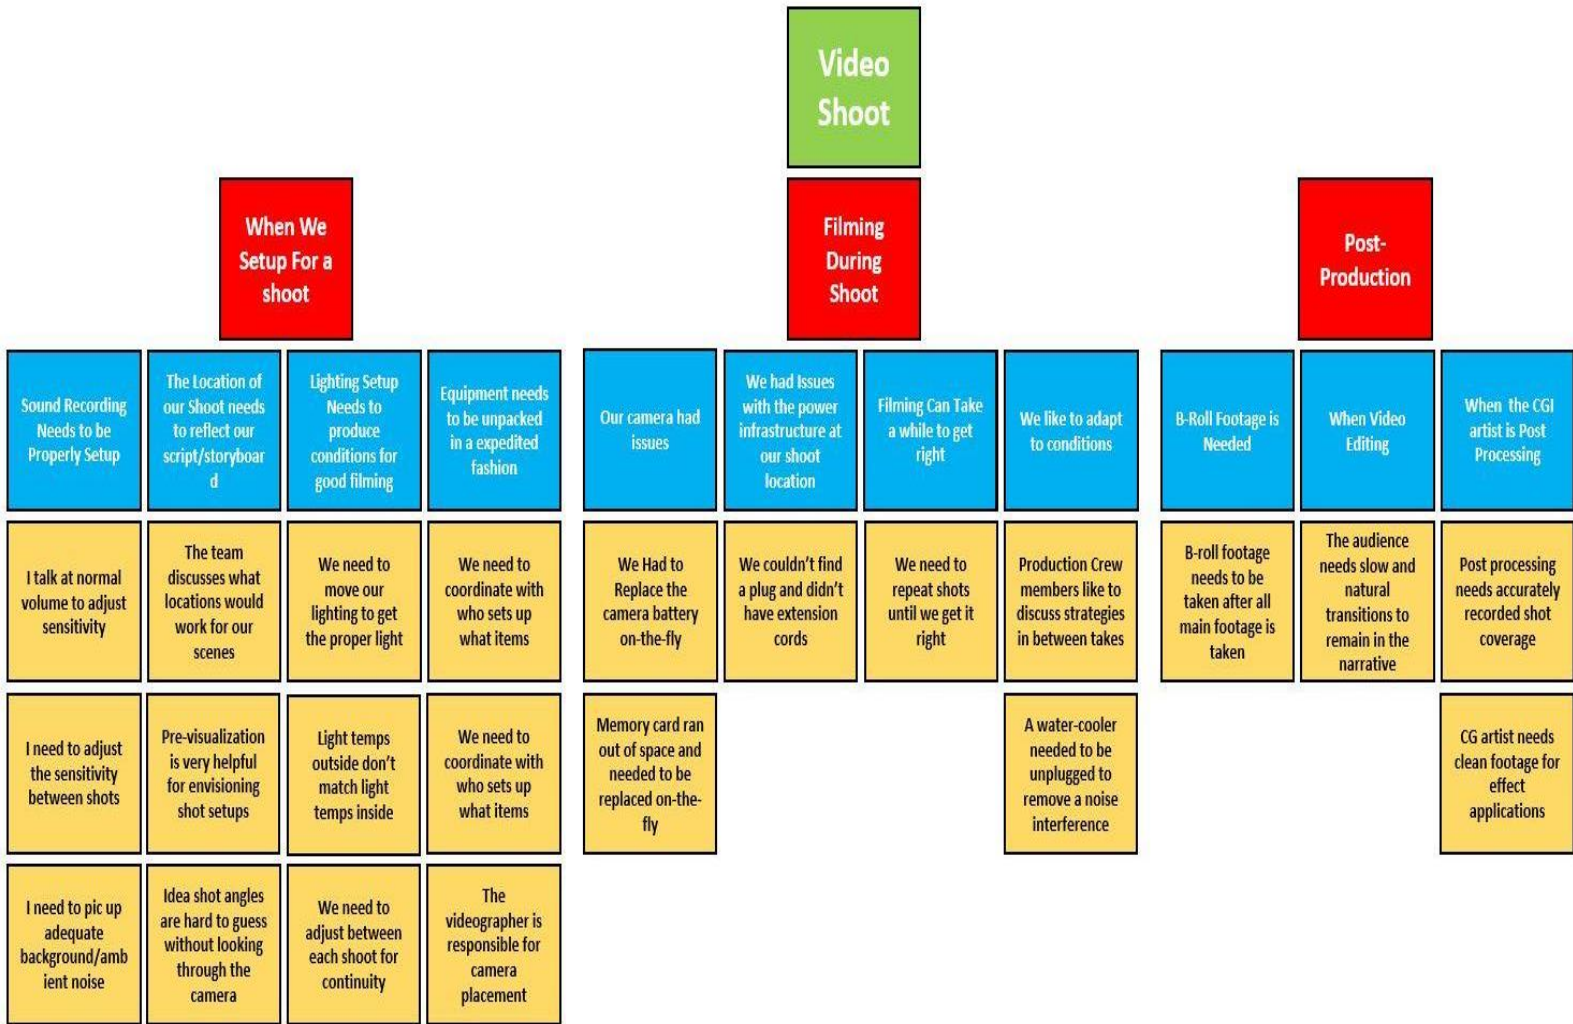 Video
Shoot
When We
Setup For a
shoot
Filming
During
Shoot
Post-
Production
Sound Recording
Needs to be
Properly Setup
The Location of
our Shoot needs
to reflect our
script/storyboar
d
Lighting Setup
Needs to
produce
conditions for
good filming
Equipment needs
to be unpacked
in a expedited
fashion
Our camera had
issues
We had Issues
with the power
infrastructure at
our shoot
location
Filming Can Take
a while to get
right
We like to adapt
to conditions
B-Roll Footage is
Needed
When Video
Editing
When the CGI
artist is Post
Processing
I talk at normal
volume to adjust
sensitivity
The team
discusses what
locations would
work for our
scenes
We need to
move our
lighting to get
the proper light
We need to
coordinate with
who sets up
what items
We Had to
Replace the
camera battery
on-the-fly
We couldn't find
a plug and didn't
have extension
cords
We need to
repeat shots
until we get it
right
Production Crew
members like to
discuss strategies
in between takes
B-roll footage
needs to be
taken after all
main footage is
taken
The audience
needs slow and
natural
transitions to
remain in the
narrative
Post processing
needs accurately
recorded shot
coverage
I need to adjust
the sensitivity
between shots
Pre-visualization
is very helpful
for envisioning
shot setups
Light temps
outside don't
match light
temps inside
We need to
coordinate with
who sets up
what items
Memory card ran
out of space and
needed to be
replaced on-the-
fly
A water-cooler
needed to be
unplugged to
remove a noise
interference
CG artist needs
clean footage for
effect
applications
I need to pic up
adequate
background/amb
ient noise
Idea shot angles
are hard to guess
without looking
through the
camera
We need to
adjust between
each shoot for
continuity
The
videographer is
responsible for
camera
placement